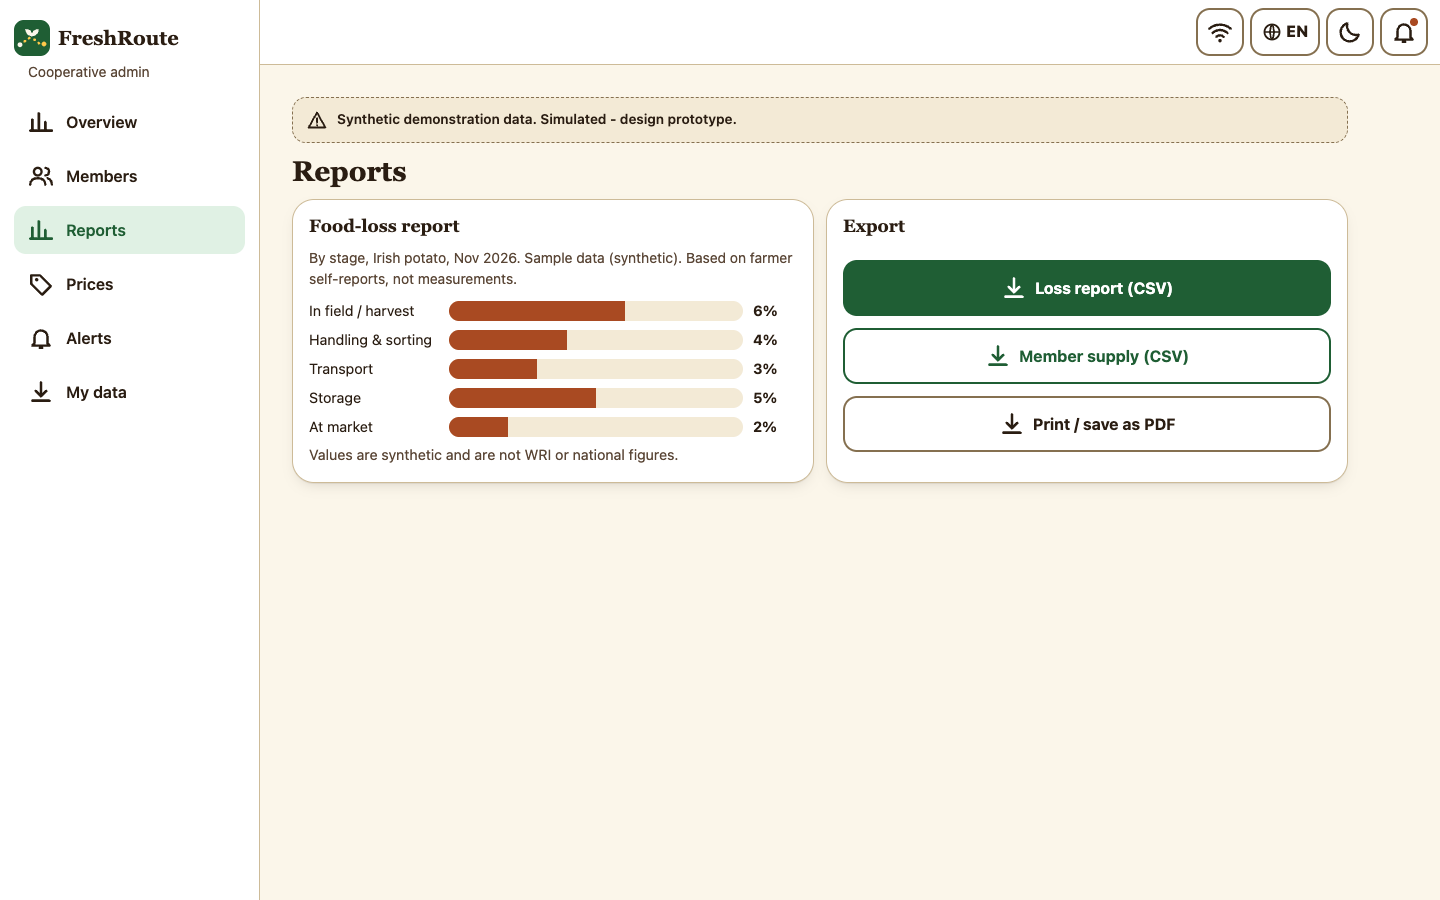 FreshRoute
Cooperative admin
Overview
Members
Reports
Prices
Alerts
My data
EN
Synthetic demonstration data. Simulated - design prototype.
Reports
Food-loss report
By stage, Irish potato, Nov 2026. Sample data (synthetic). Based on farmer
self-reports, not measurements.
In field / harvest 6%
Handling & sorting 4%
Transport 3%
Storage 5%
At market 2%
Values are synthetic and are not WRI or national figures.
Export
Loss report (CSV)
Member supply (CSV)
Print / save as PDF